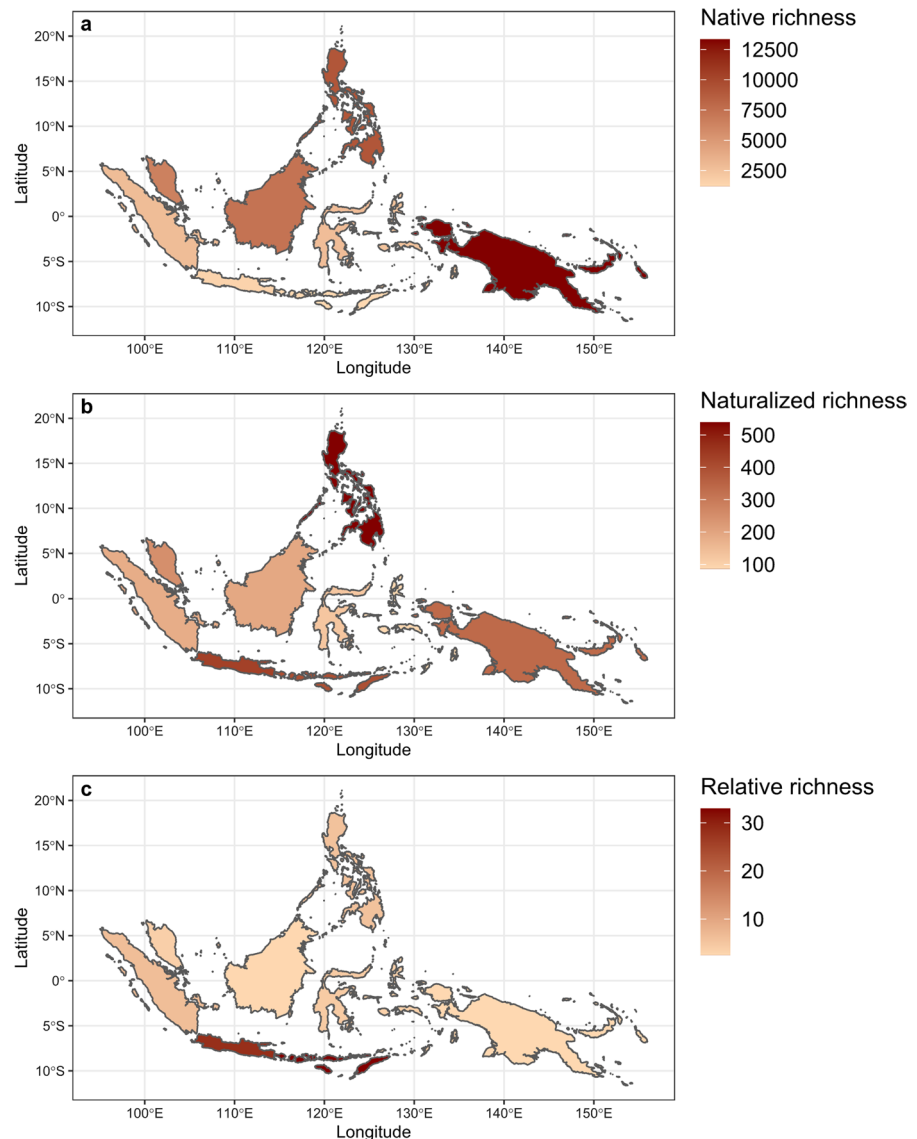 a
20°N
15°N
10°N
5°N
0°
5°S
10°S
Latitude
100°E 110°E 120°E 130°E 140°E 150°E
Longitude
Native richness
12500
10000
7500
5000
2500
b
20°N
15°N
10°N
5°N
0°
5°S
10°S
Latitude
100°E 110°E 120°E 130°E 140°E 150°E
Longitude
Naturalized richness
500
400
300
200
100
c
20°N
15°N
10°N
5°N
0°
5°S
10°S
Latitude
100°E 110°E 120°E 130°E 140°E 150°E
Longitude
Relative richness
30
20
10